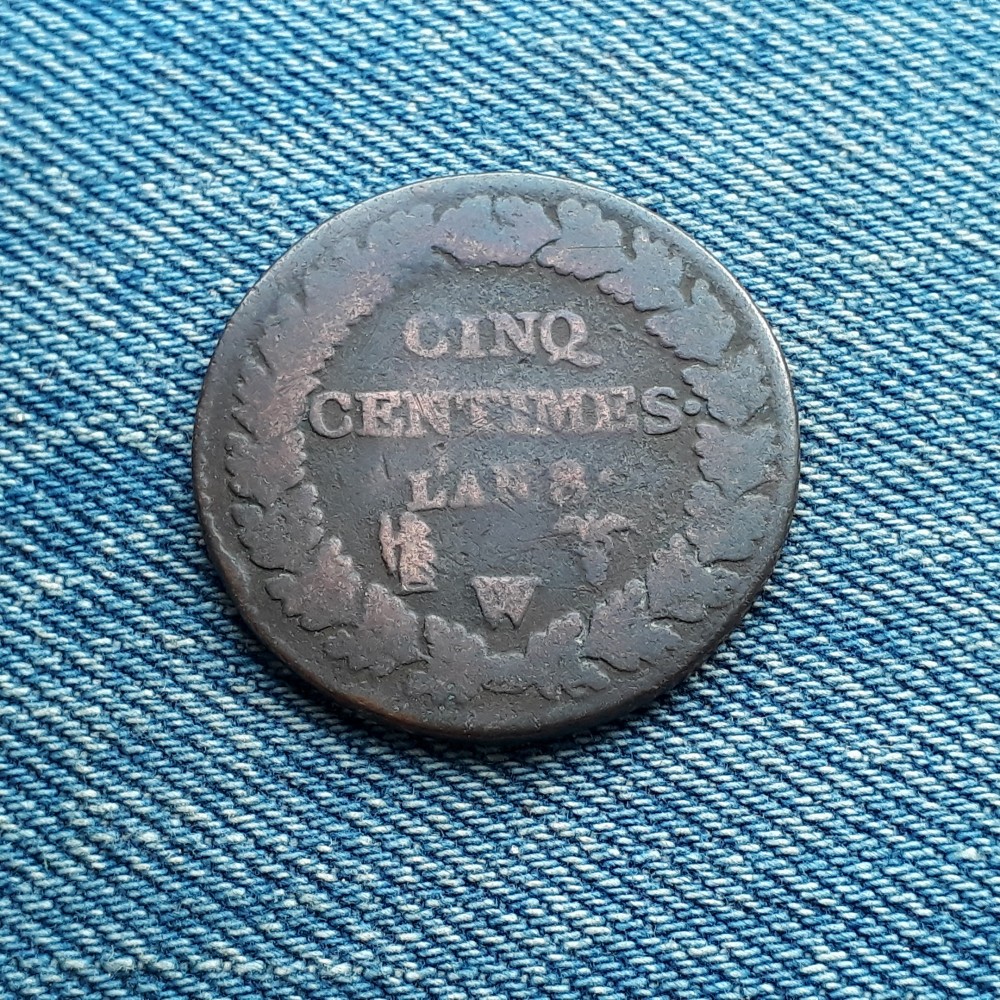 CINQ
CENTIMES.
L'AN 8.
W